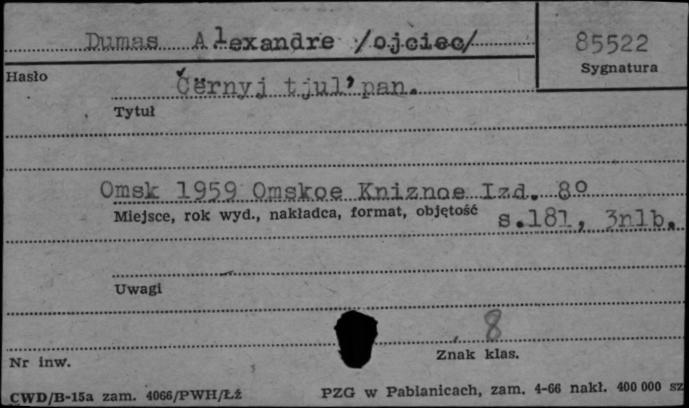 Dumas Alexandre /ojciec/
85522
Hasło
Sygnatura
Černyj tjul'pan.
Tytuł
Omsk 1959 Omskoe Kniznoe Izd. 8º
Miejsce, rok wyd., nakładca, format, objętość
s.181, 3nlb.
Uwagi
8
Nr inw.
Znak klas.
CWD/B-15a zam. 4066/PWH/Łź
PZG w Pabianicach, zam. 4-66 nakł. 400 000 sz